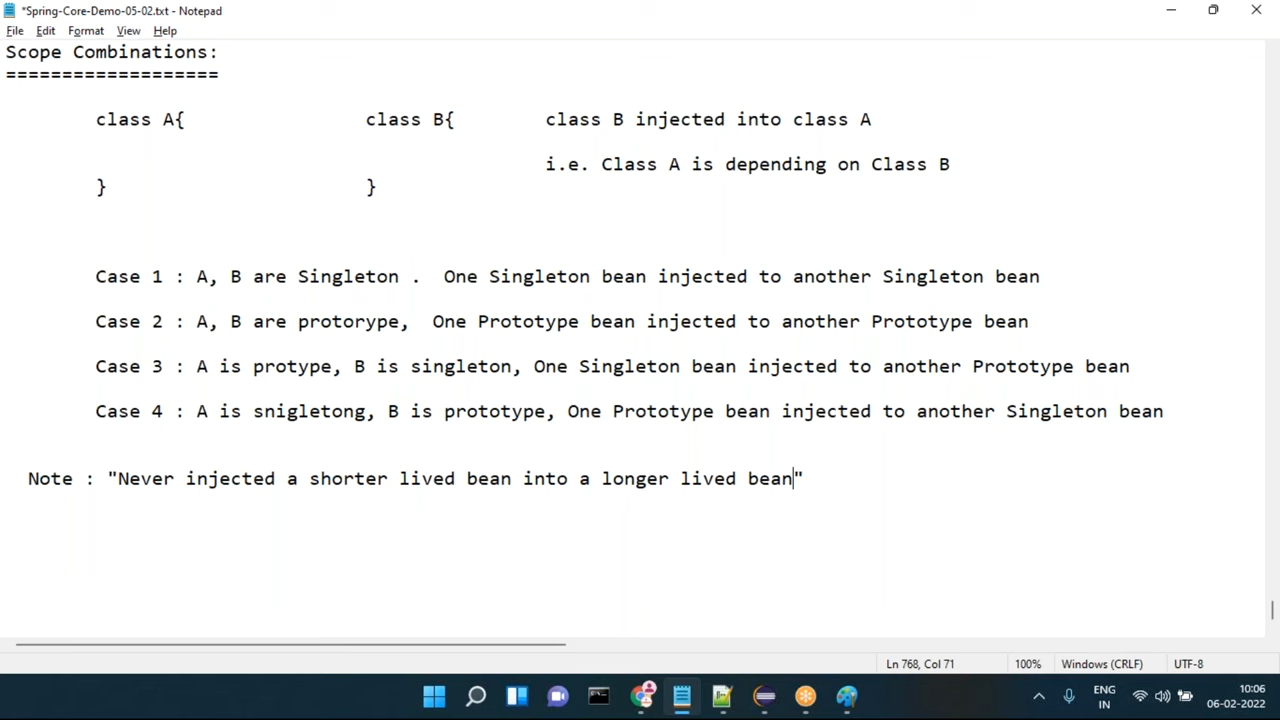 *Spring-Core-Demo-05-02.txt - Notepad
File Edit Format View Help
Scope Combinations:
===================
class A{ class B{ class B injected into class A
i.e. Class A is depending on Class B
} }
Case 1 : A, B are Singleton . One Singleton bean injected to another Singleton bean
Case 2 : A, B are protorype, One Prototype bean injected to another Prototype bean
Case 3 : A is protype, B is singleton, One Singleton bean injected to another Prototype bean
Case 4 : A is snigletong, B is prototype, One Prototype bean injected to another Singleton bean
Note : "Never injected a shorter lived bean into a longer lived bean"
Ln 768, Col 71 100% Windows (CRLF) UTF-8
ENG 10:06
IN 06-02-2022